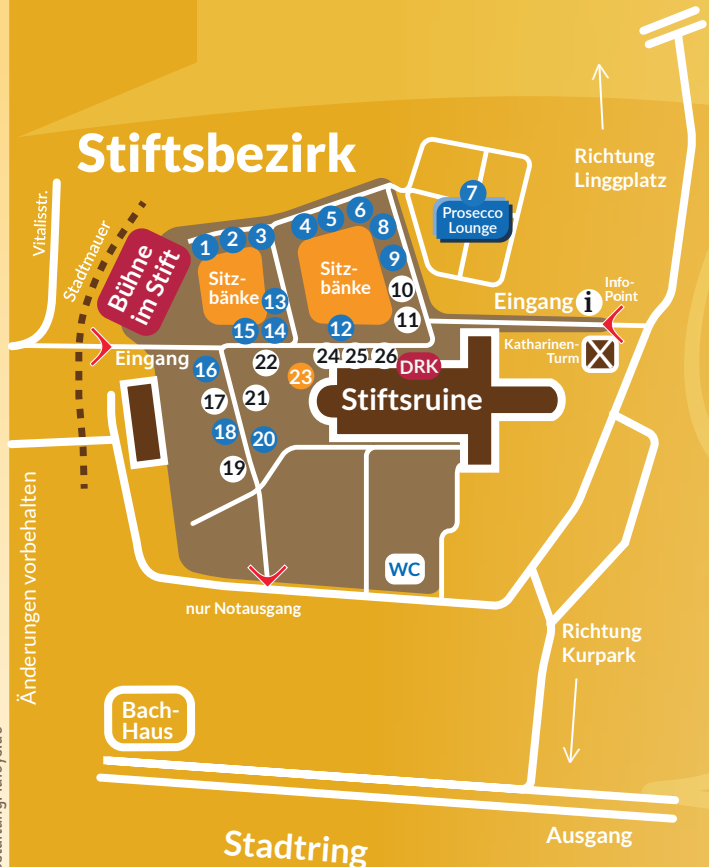 Stiftsbezirk
Richtung
Linggplatz
Vitalisstr.
Stadtmauer
Bühne
im Stift
1
2
3
4
5
6
7
Prosecco
Lounge
8
9
10
11
Sitz-
bänke
Sitz-
bänke
13
12
15
14
Eingang
i
Info-
Point
Katharinen-
Turm
Eingang
16
22
23
24
25
26
DRK
Stiftsruine
17
21
18
20
19
WC
nur Notausgang
Änderungen vorbehalten
Richtung
Kurpark
Bach-
Haus
Stadtring
Ausgang